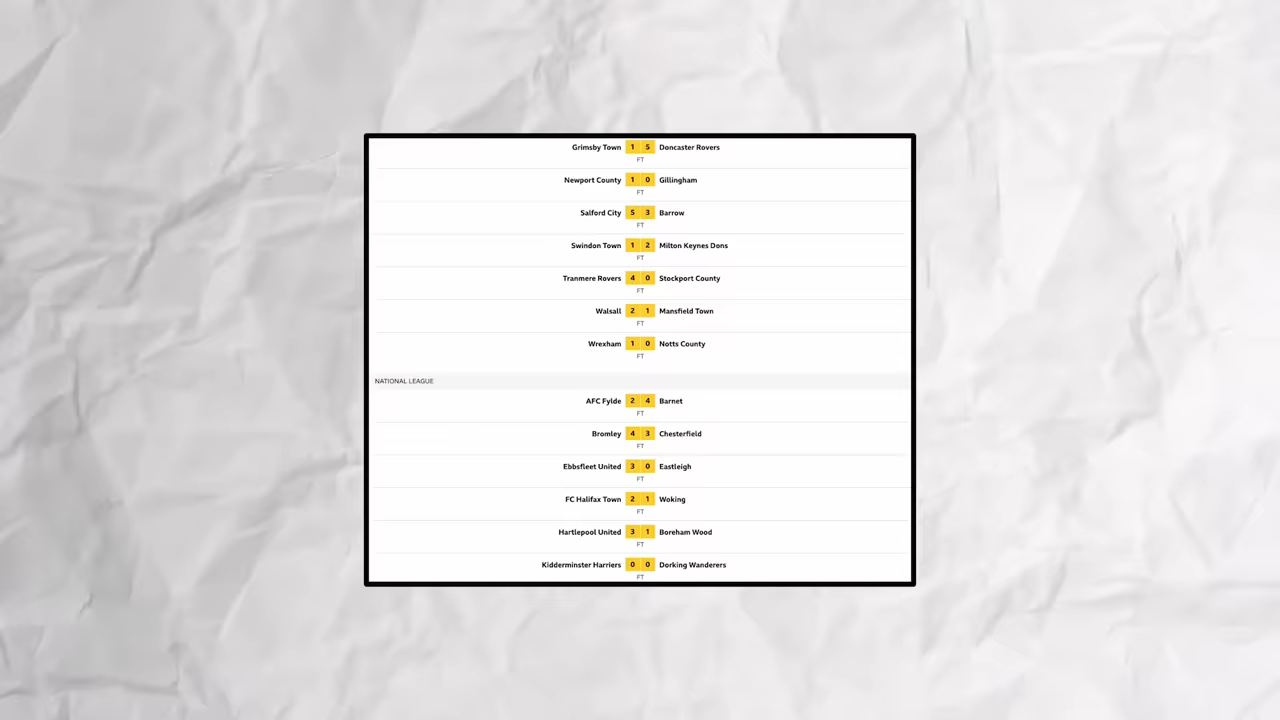 Grimsby Town 1 5 Doncaster Rovers
FT
Newport County 1 0 Gillingham
FT
Salford City 5 3 Barrow
FT
Swindon Town 1 2 Milton Keynes Dons
FT
Tranmere Rovers 4 0 Stockport County
FT
Walsall 2 1 Mansfield Town
FT
Wrexham 1 0 Notts County
FT
NATIONAL LEAGUE
AFC Fylde 2 4 Barnet
FT
Bromley 4 3 Chesterfield
FT
Ebbsfleet United 3 0 Eastleigh
FT
FC Halifax Town 2 1 Woking
FT
Hartlepool United 3 1 Boreham Wood
FT
Kidderminster Harriers 0 0 Dorking Wanderers
FT